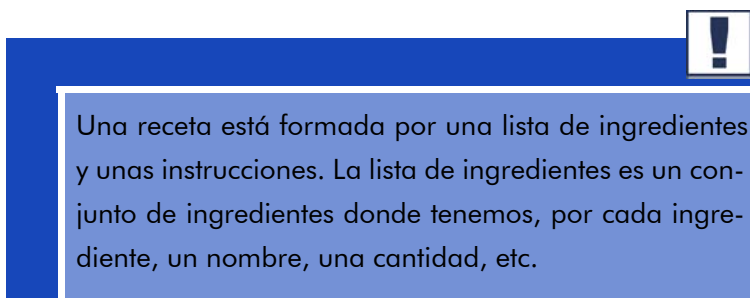 !
Una receta está formada por una lista de ingredientes
y unas instrucciones. La lista de ingredientes es un con-
junto de ingredientes donde tenemos, por cada ingre-
diente, un nombre, una cantidad, etc.